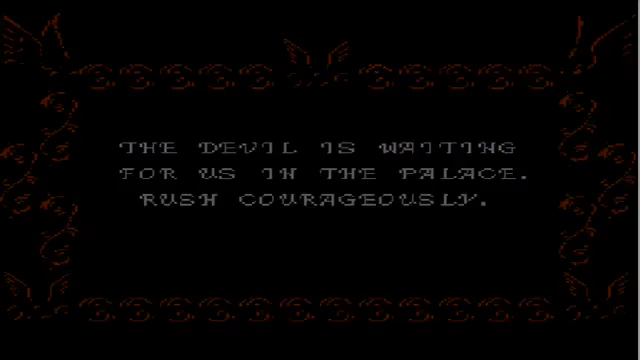 THE DEVIL IS WAITING
FOR US IN THE PALACE.
RUSH COURAGEOUSLY.